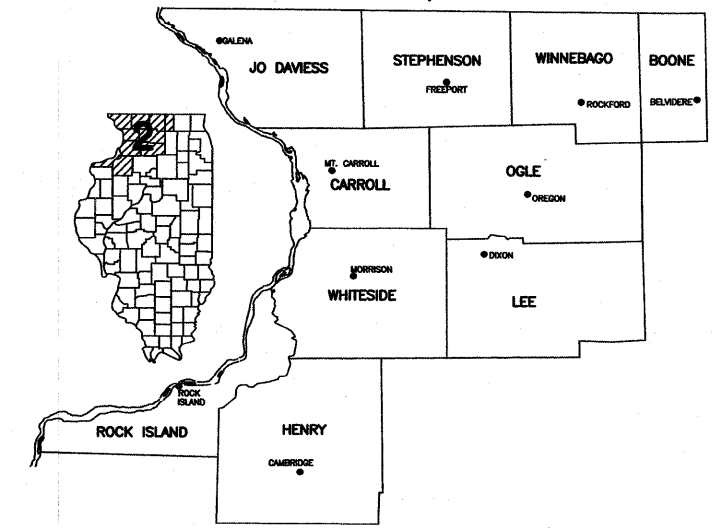 GALENA
JO DAVIESS
STEPHENSON
FREEPORT
WINNEBAGO
ROCKFORD
BOONE
BELVIDERE
2
MT. CARROLL
CARROLL
OGLE
OREGON
MORRISON
WHITESIDE
DIXON
LEE
ROCK
ISLAND
ROCK ISLAND
HENRY
CAMBRIDGE